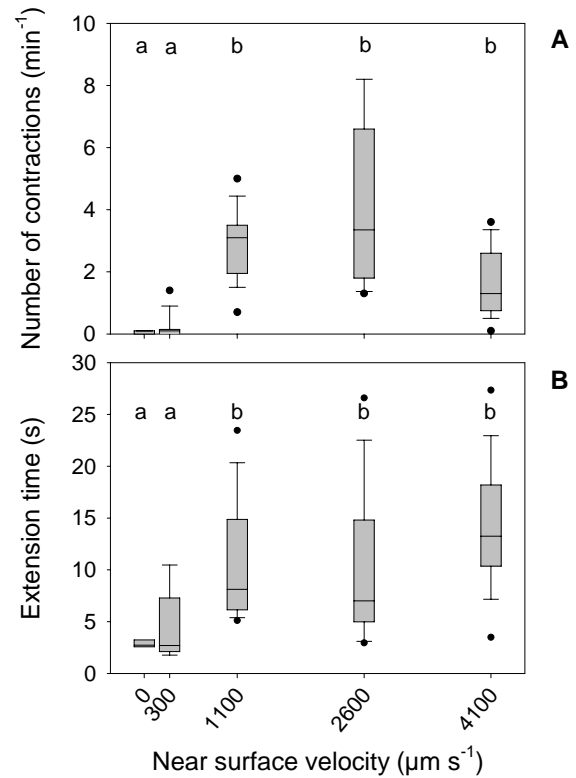 A
Number of contractions (min⁻¹)
10
8
6
4
2
0
a a b b b
B
Extension time (s)
30
25
20
15
10
5
0
a a b b b
0 300 1100 2600 4100
Near surface velocity (µm s⁻¹)